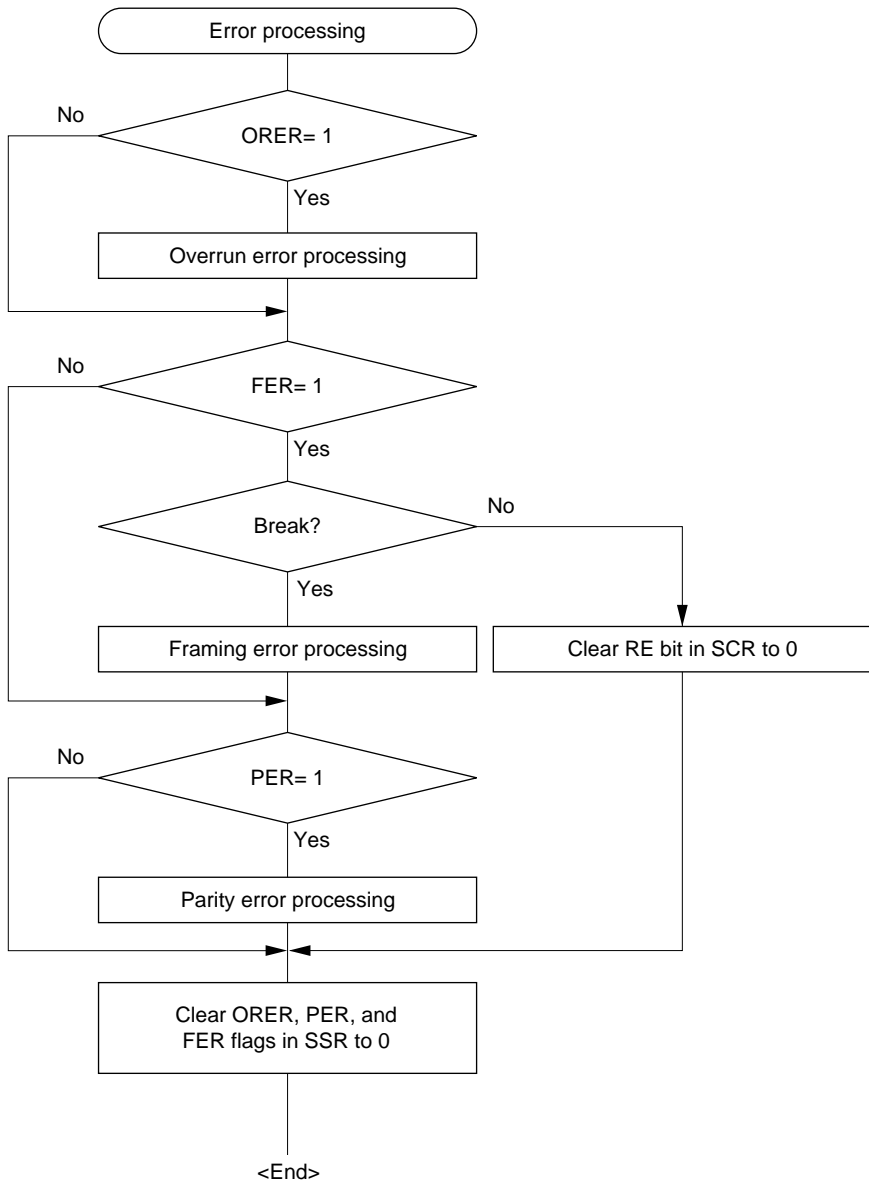 Error processing
No
ORER= 1
Yes
Overrun error processing
No
FER= 1
Yes
Break?
No
Yes
Framing error processing
Clear RE bit in SCR to 0
No
PER= 1
Yes
Parity error processing
Clear ORER, PER, and
FER flags in SSR to 0
<End>